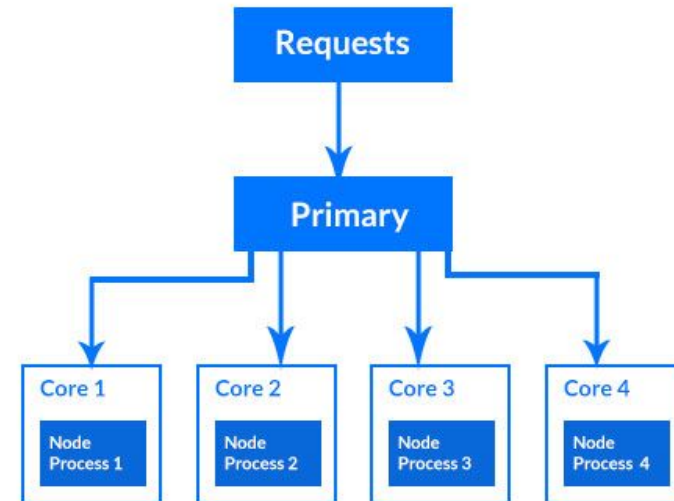 Requests
Primary
Core 1
Node
Process 1
Core 2
Node
Process 2
Core 3
Node
Process 3
Core 4
Node
Process 4